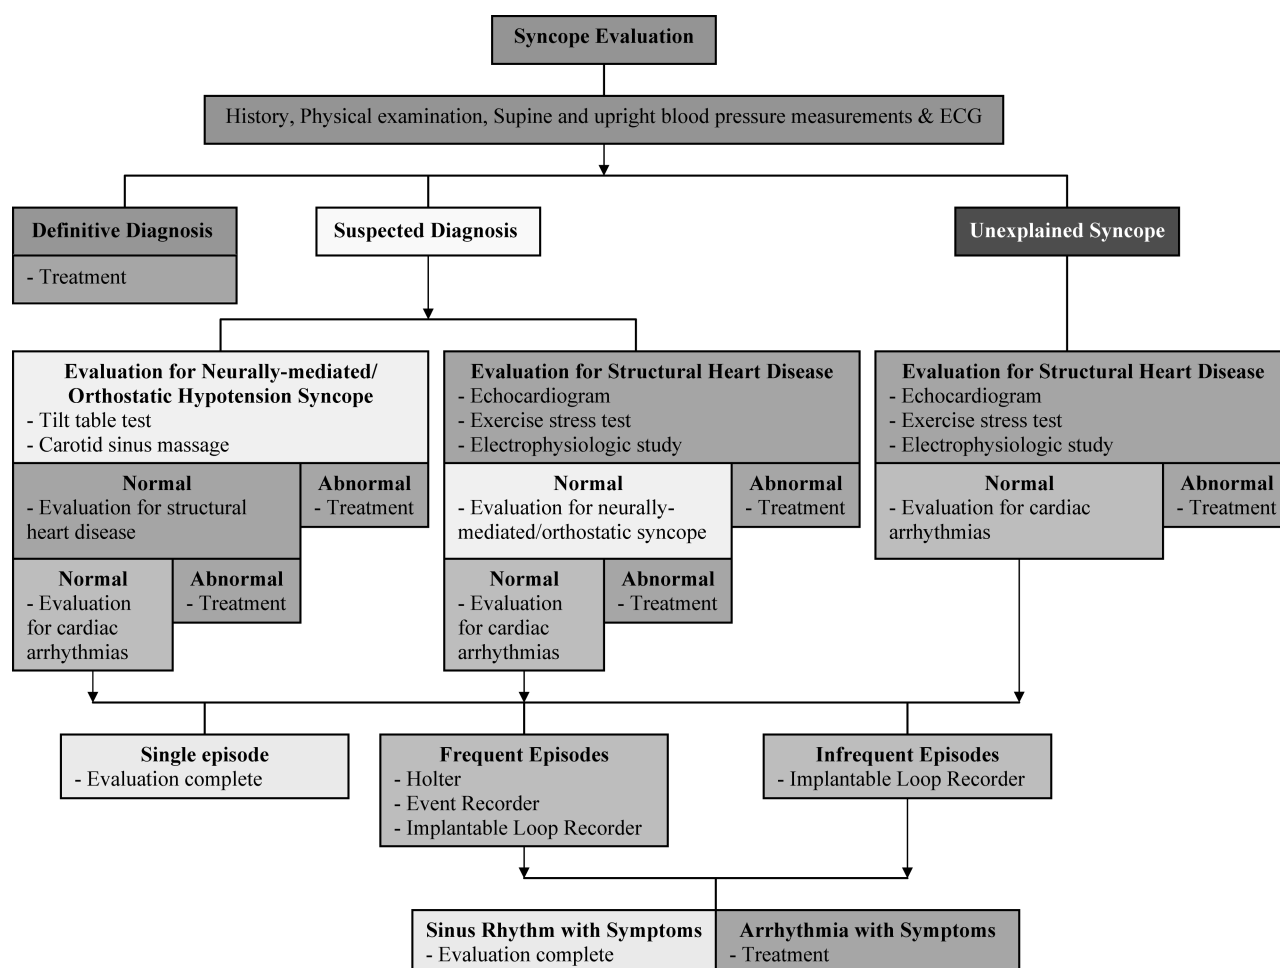 Syncope Evaluation
History, Physical examination, Supine and upright blood pressure measurements & ECG
Definitive Diagnosis
- Treatment
Suspected Diagnosis
Unexplained Syncope
Evaluation for Neurally-mediated/
Orthostatic Hypotension Syncope
- Tilt table test
- Carotid sinus massage
Normal
- Evaluation for structural
heart disease
Abnormal
- Treatment
Normal
- Evaluation
for cardiac
arrhythmias
Abnormal
- Treatment
Evaluation for Structural Heart Disease
- Echocardiogram
- Exercise stress test
- Electrophysiologic study
Normal
- Evaluation for neurally-
mediated/orthostatic syncope
Abnormal
- Treatment
Normal
- Evaluation
for cardiac
arrhythmias
Abnormal
- Treatment
Evaluation for Structural Heart Disease
- Echocardiogram
- Exercise stress test
- Electrophysiologic study
Normal
- Evaluation for cardiac
arrhythmias
Abnormal
- Treatment
Single episode
- Evaluation complete
Frequent Episodes
- Holter
- Event Recorder
- Implantable Loop Recorder
Infrequent Episodes
- Implantable Loop Recorder
Sinus Rhythm with Symptoms
- Evaluation complete
Arrhythmia with Symptoms
- Treatment